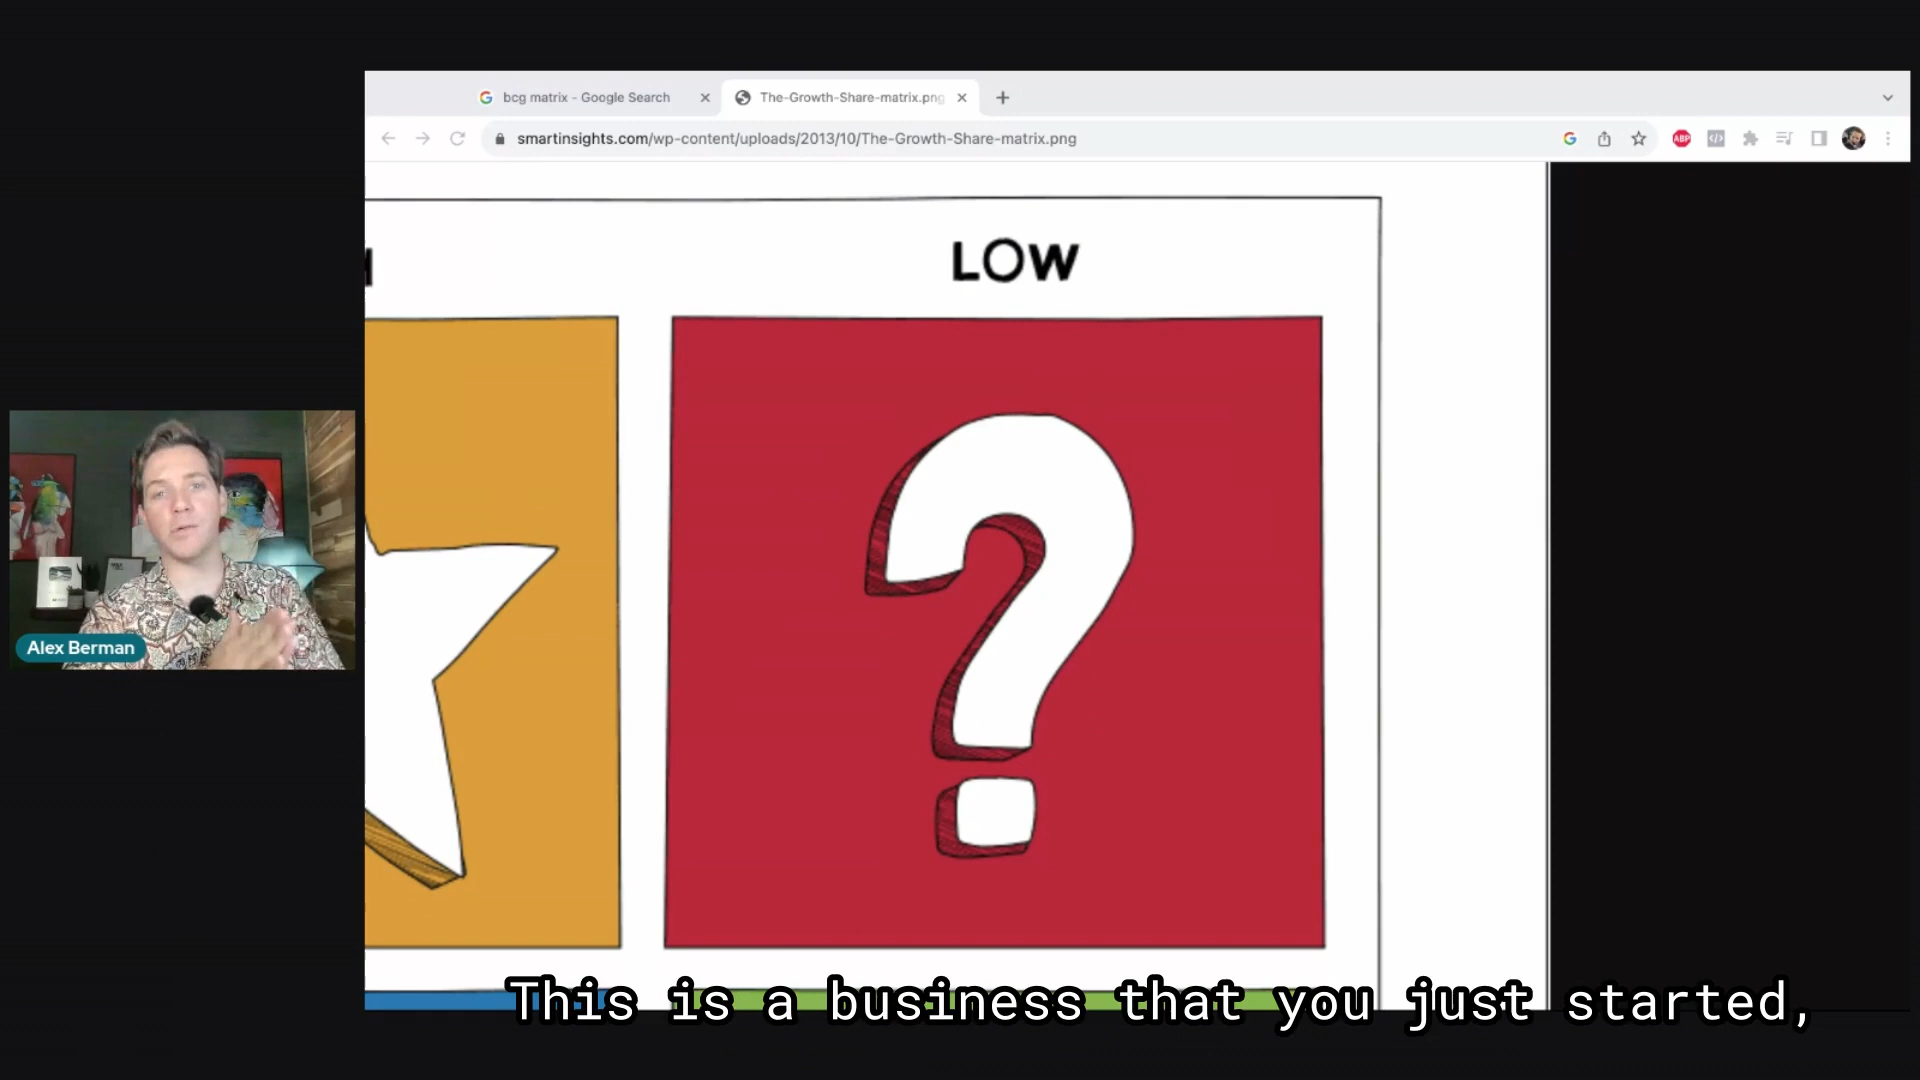 bcg matrix - Google Search
The-Growth-Share-matrix.png
smartinsights.com/wp-content/uploads/2013/10/The-Growth-Share-matrix.png
ABP
H
LOW
?
Alex Berman
This is a business that you just started,